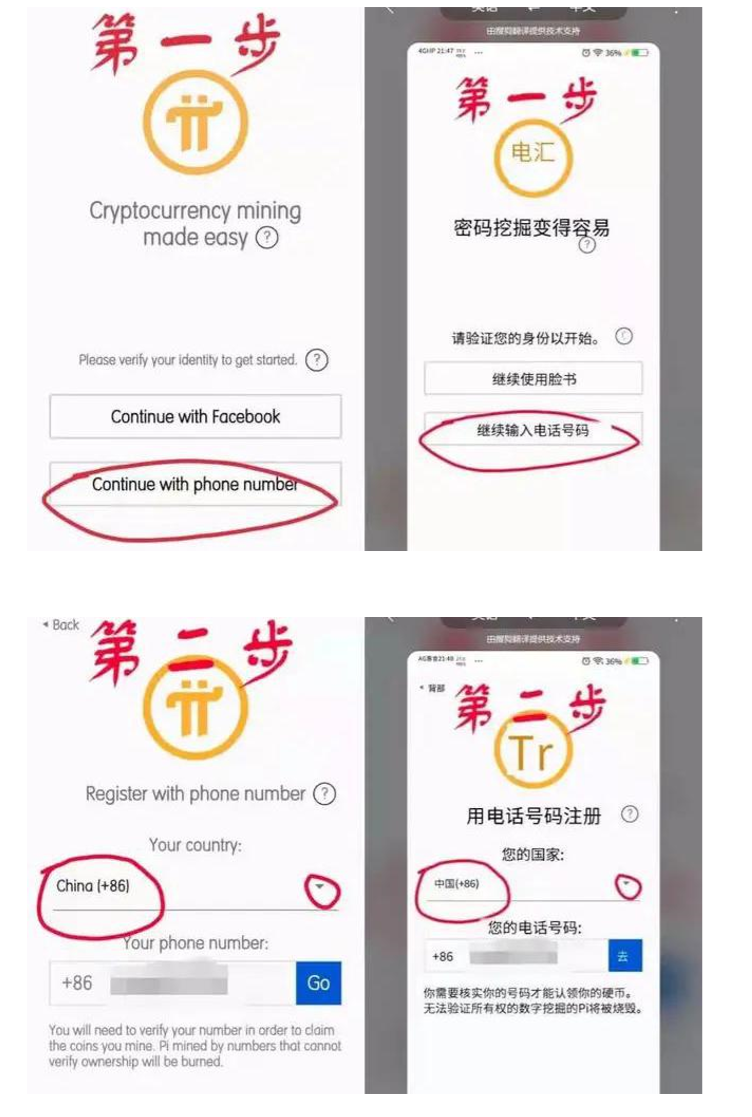 第一步
Cryptocurrency mining
made easy ?
Please verify your identity to get started. ?
Continue with Facebook
Continue with phone number
由搜狗翻译提供技术支持
21:47
36%
第一步
电汇
密码挖掘变得容易
?
请验证您的身份以开始。
继续使用脸书
继续输入电话号码
Back
第二步
Register with phone number ?
Your country:
China (+86)
Your phone number:
+86
Go
You will need to verify your number in order to claim
the coins you mine. Pi mined by numbers that cannot
verify ownership will be burned.
由搜狗翻译提供技术支持
21:48
36%
背部
第二步
Tr
用电话号码注册 ?
您的国家:
中国(+86)
您的电话号码:
+86
去
你需要核实你的号码才能认领你的硬币。
无法验证所有权的数字挖掘的Pi将被烧毁。